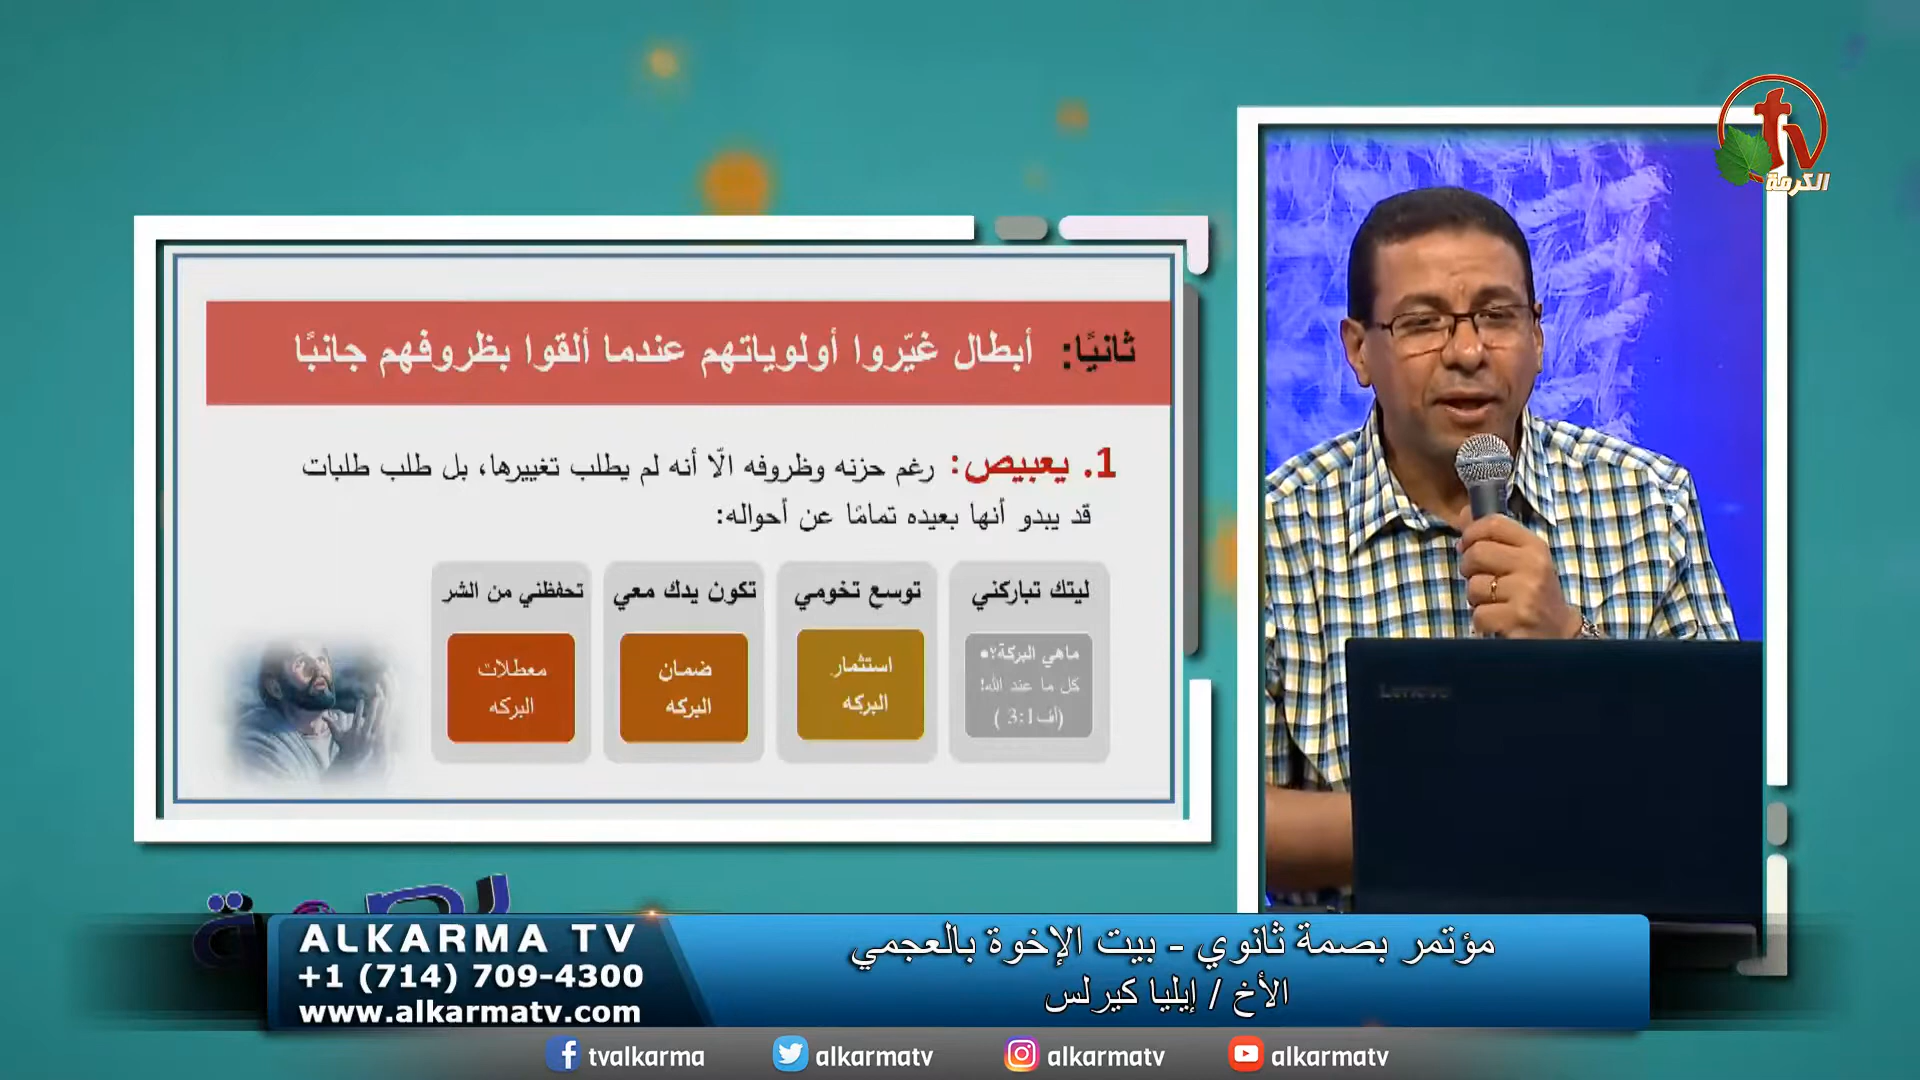 tv
الكرمة
ثانيًا: أبطال غيّروا أولوياتهم عندما ألقوا بظروفهم جانبًا
1. يعبيص: رغم حزنه وظروفه الّا أنه لم يطلب تغييرها، بل طلب طلبات
قد يبدو أنها بعيده تمامًا عن أحواله:
ليتك تباركني
ماهي البركة؟•
كل ما عند الله!
(أف3:1 )
توسع تخومي
استثمار
البركه
تكون يدك معي
ضمان
البركه
تحفظني من الشر
معطلات
البركه
Lenovo
بصمة
ALKARMA TV
+1 (714) 709-4300
www.alkarmatv.com
مؤتمر بصمة ثانوي - بيت الإخوة بالعجمي
الأخ / إيليا كيرلس
tvalkarma
alkarmatv
alkarmatv
alkarmatv